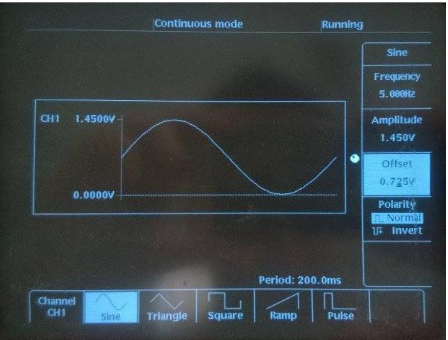 Continuous mode
Running
Sine
Frequency
5.000Hz
Amplitude
1.450V
Offset
0.725V
Polarity
Normal
Invert
CH1
1.4500V
0.0000V
Period: 200.0ms
Channel
CH1
Sine
Triangle
Square
Ramp
Pulse